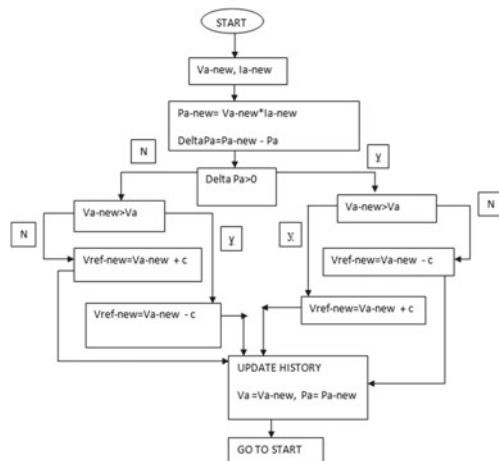 START
Va-new, Ia-new
Pa-new= Va-new*Ia-new
DeltaPa=Pa-new - Pa
N
y
Delta Pa>0
Va-new>Va
Va-new>Va
N
N
y
y
Vref-new=Va-new + c
Vref-new=Va-new - c
Vref-new=Va-new - c
Vref-new=Va-new + c
UPDATE HISTORY
Va =Va-new, Pa= Pa-new
GO TO START